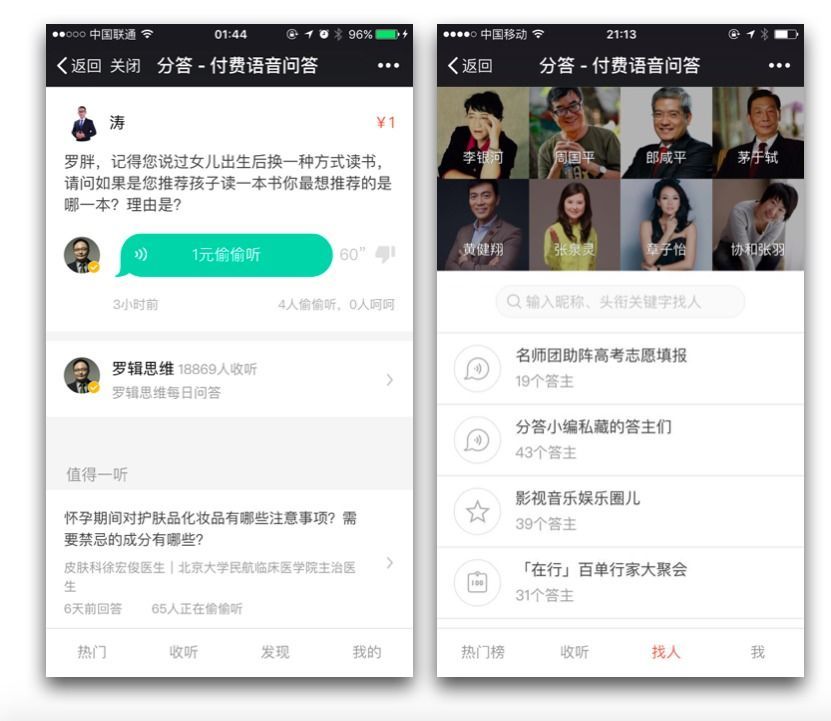 中国联通 01:44 96%
返回 关闭 分答 - 付费语音问答
涛 ¥1
罗胖，记得您说过女儿出生后换一种方式读书，
请问如果是您推荐孩子读一本书你最想推荐的是
哪一本？理由是？
1元偷偷听 60”
3小时前 4人偷偷听，0人呵呵
罗辑思维 18869人收听
罗辑思维每日问答
值得一听
怀孕期间对护肤品化妆品有哪些注意事项？需
要禁忌的成分有哪些？
皮肤科徐宏俊医生｜北京大学民航临床医学院主治医
生
6天前回答 65人正在偷偷听
热门 收听 发现 我的
中国移动 21:13
返回 分答 - 付费语音问答
李银河 周国平 郎咸平 茅于轼
黄健翔 张泉灵 章子怡 协和张羽
输入昵称、头衔关键字找人
名师团助阵高考志愿填报
19个答主
分答小编私藏的答主们
43个答主
影视音乐娱乐圈儿
39个答主
100
「在行」百单行家大聚会
31个答主
热门榜 收听 找人 我